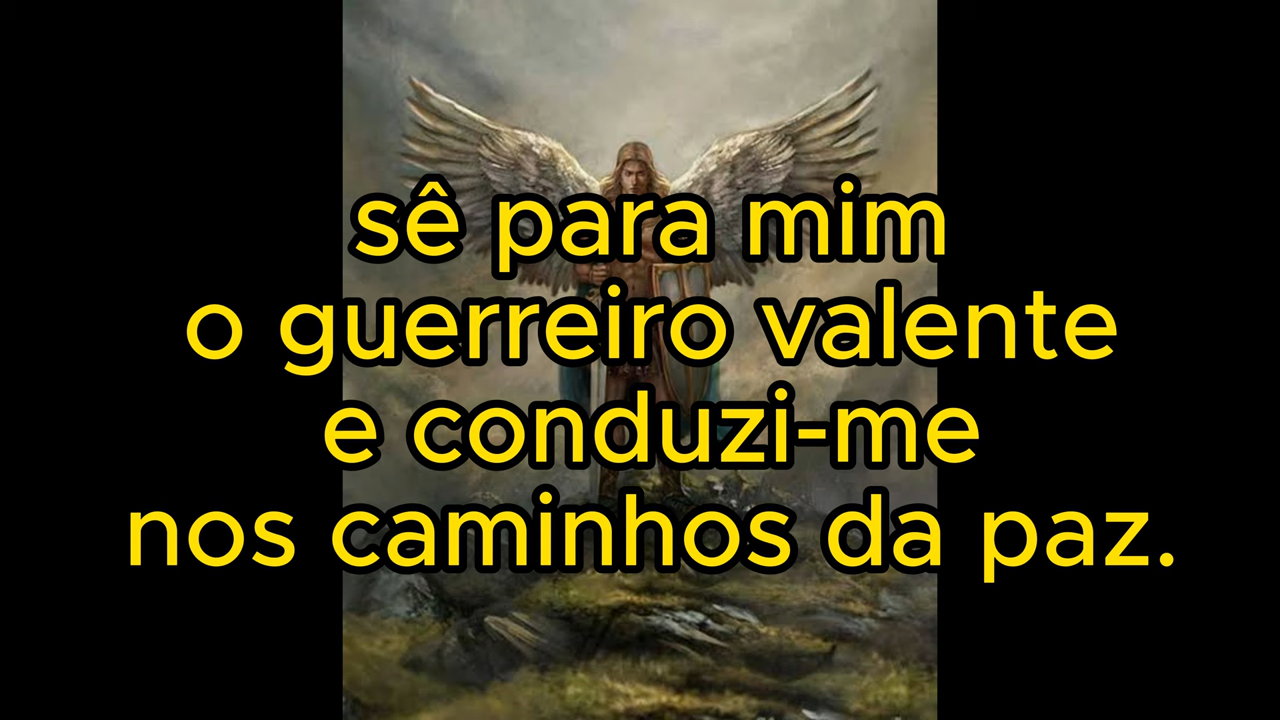 sê para mim
o guerreiro valente
e conduzi-me
nos caminhos da paz.